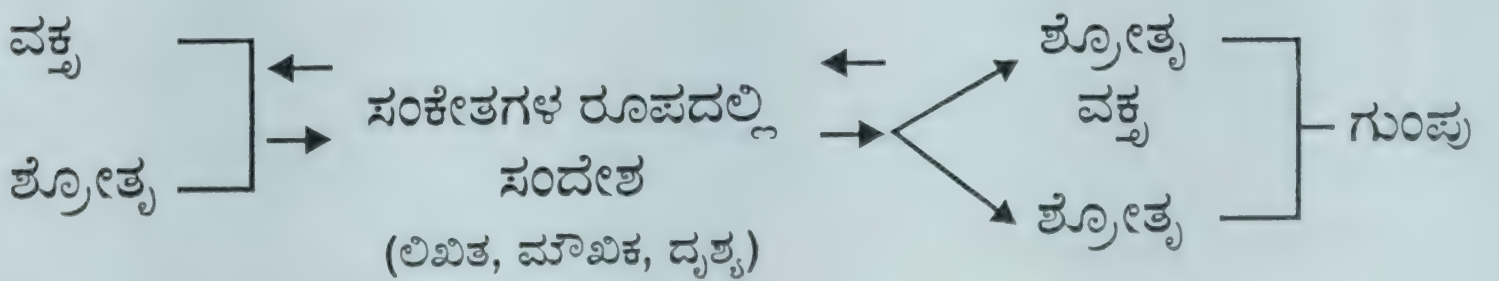 ವಕ್ತೃ
ಶ್ರೋತೃ
ಸಂಕೇತಗಳ ರೂಪದಲ್ಲಿ
ಸಂದೇಶ
(ಲಿಖಿತ, ಮೌಖಿಕ, ದೃಶ್ಯ)
ಶ್ರೋತೃ
ವಕ್ತೃ
ಶ್ರೋತೃ
ಗುಂಪು